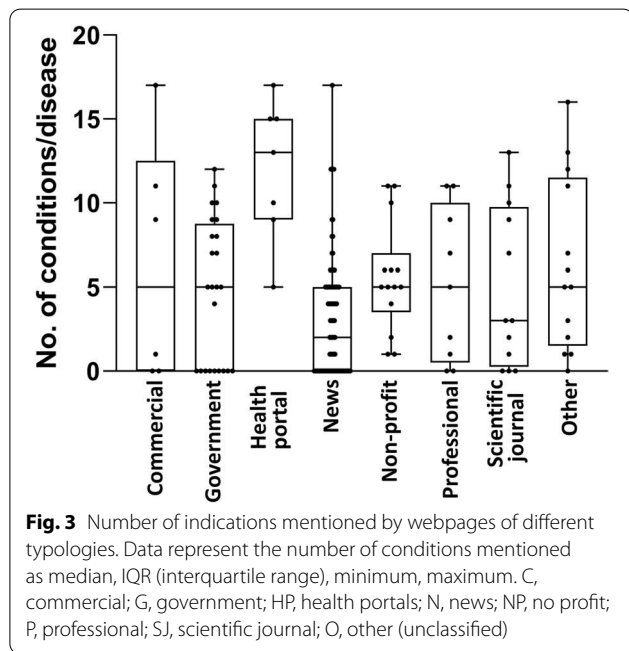 No. of conditions/disease
20
15
10
5
0
Commercial
Government
Health
portal
News
Non-profit
Professional
Scientific
journal
Other
Fig. 3 Number of indications mentioned by webpages of different
typologies. Data represent the number of conditions mentioned
as median, IQR (interquartile range), minimum, maximum. C,
commercial; G, government; HP, health portals; N, news; NP, no profit;
P, professional; SJ, scientific journal; O, other (unclassified)